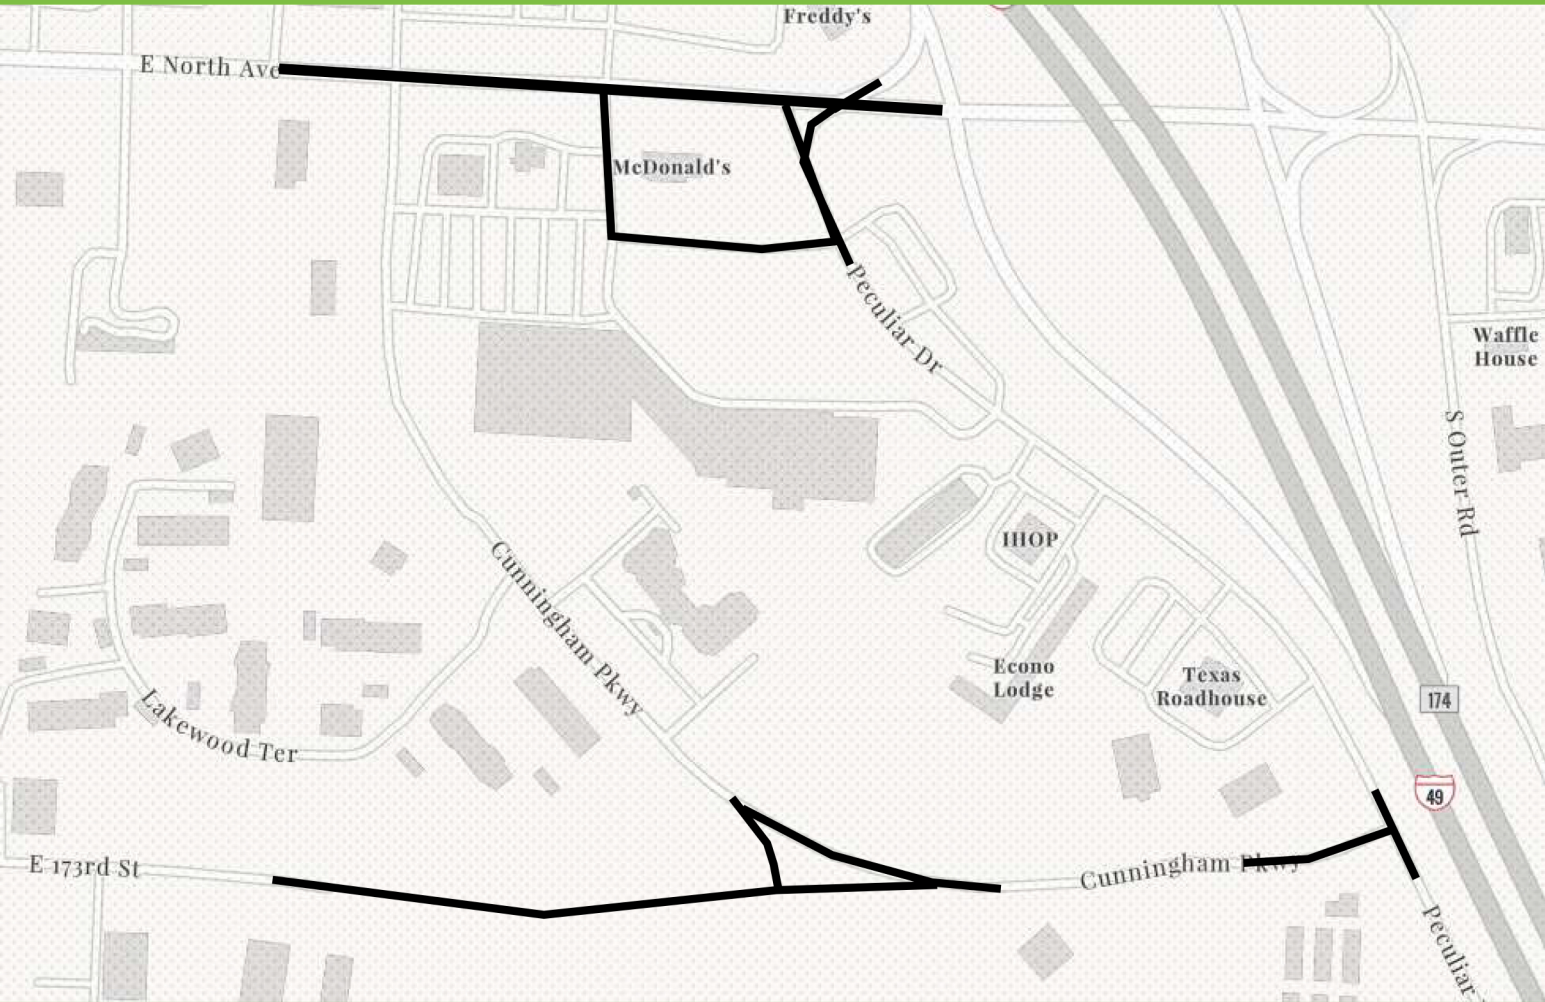 Freddy's
E North Ave
McDonald's
Peculiar Dr
Waffle
House
S Outer Rd
IHOP
Cunningham Pkwy
Econo
Lodge
Texas
Roadhouse
174
Lakewood Ter
49
E 173rd St
Cunningham Pkwy
Peculiar